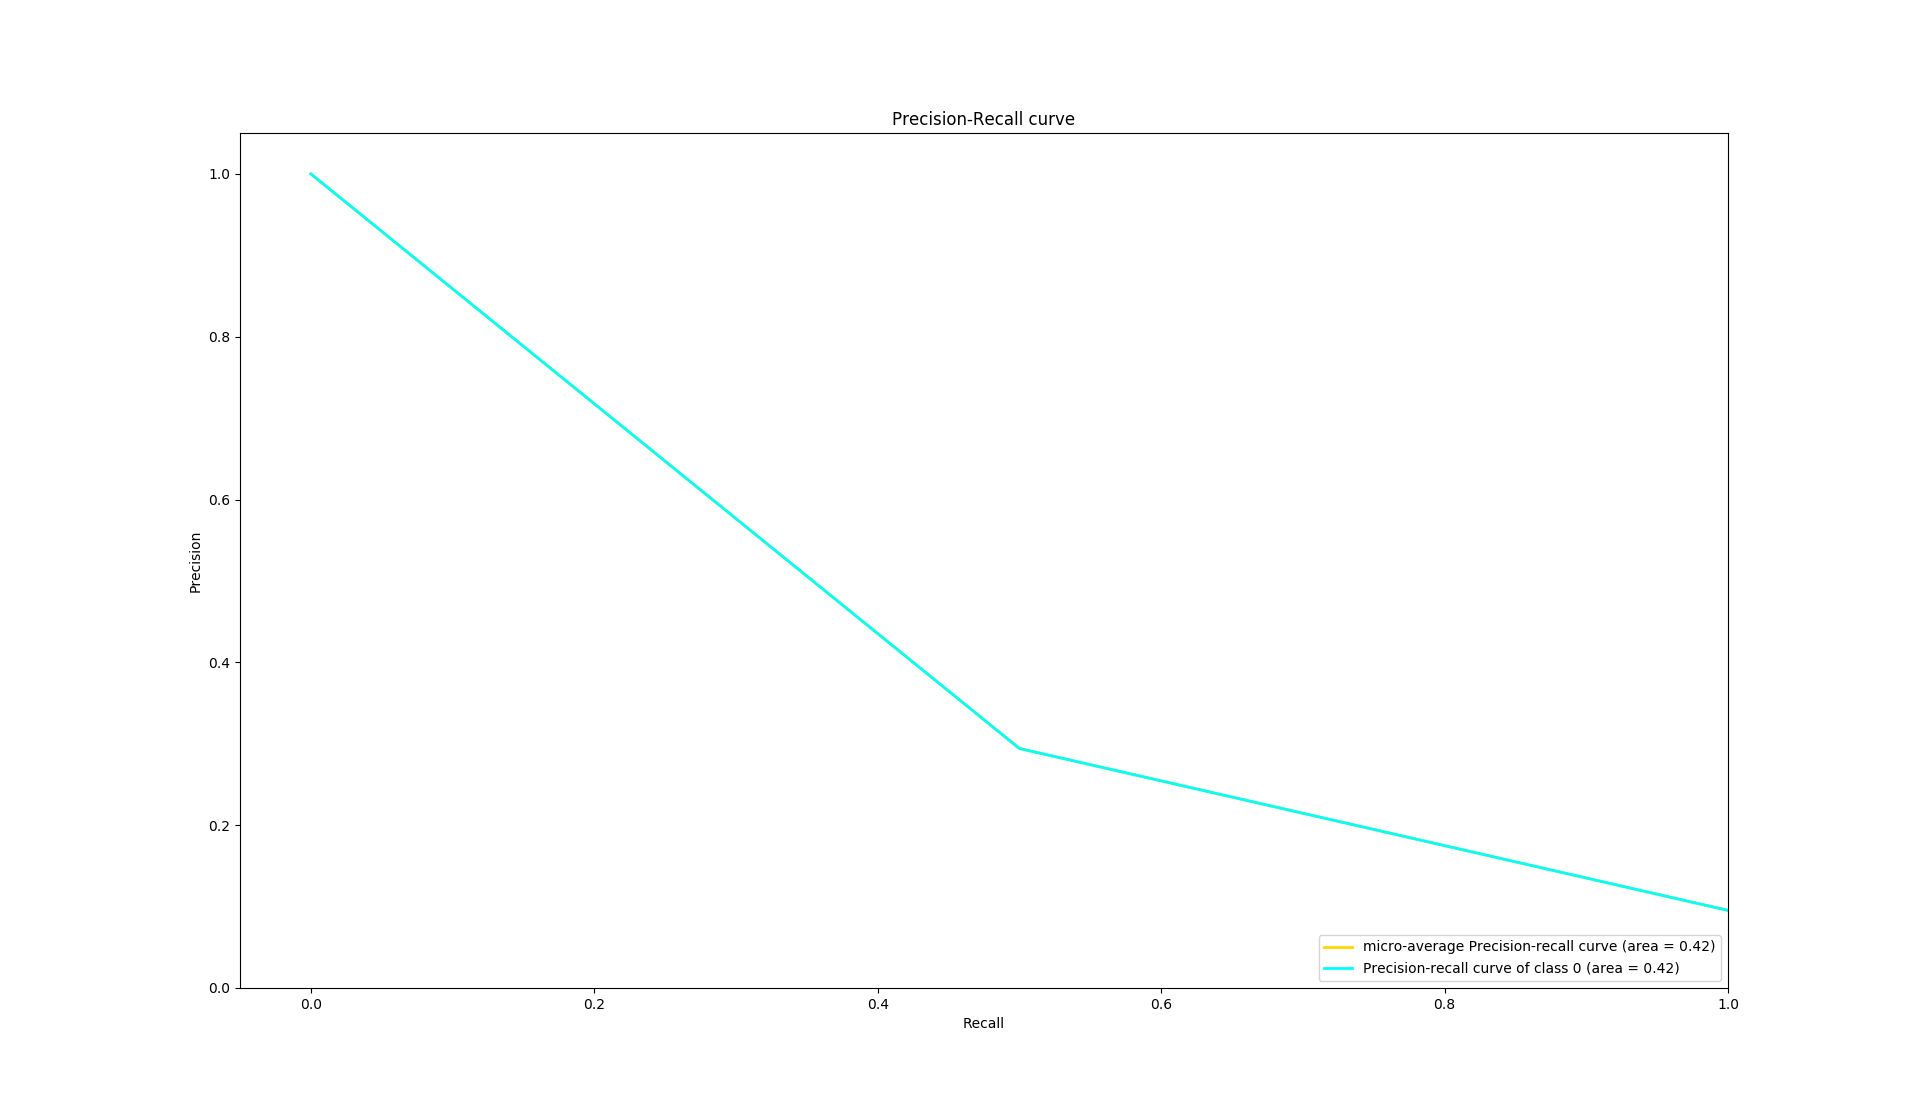 Precision-Recall curve
1.0
0.8
0.6
0.4
0.2
0.0
Precision
0.0 0.2 0.4 0.6 0.8 1.0
Recall
micro-average Precision-recall curve (area = 0.42)
Precision-recall curve of class 0 (area = 0.42)